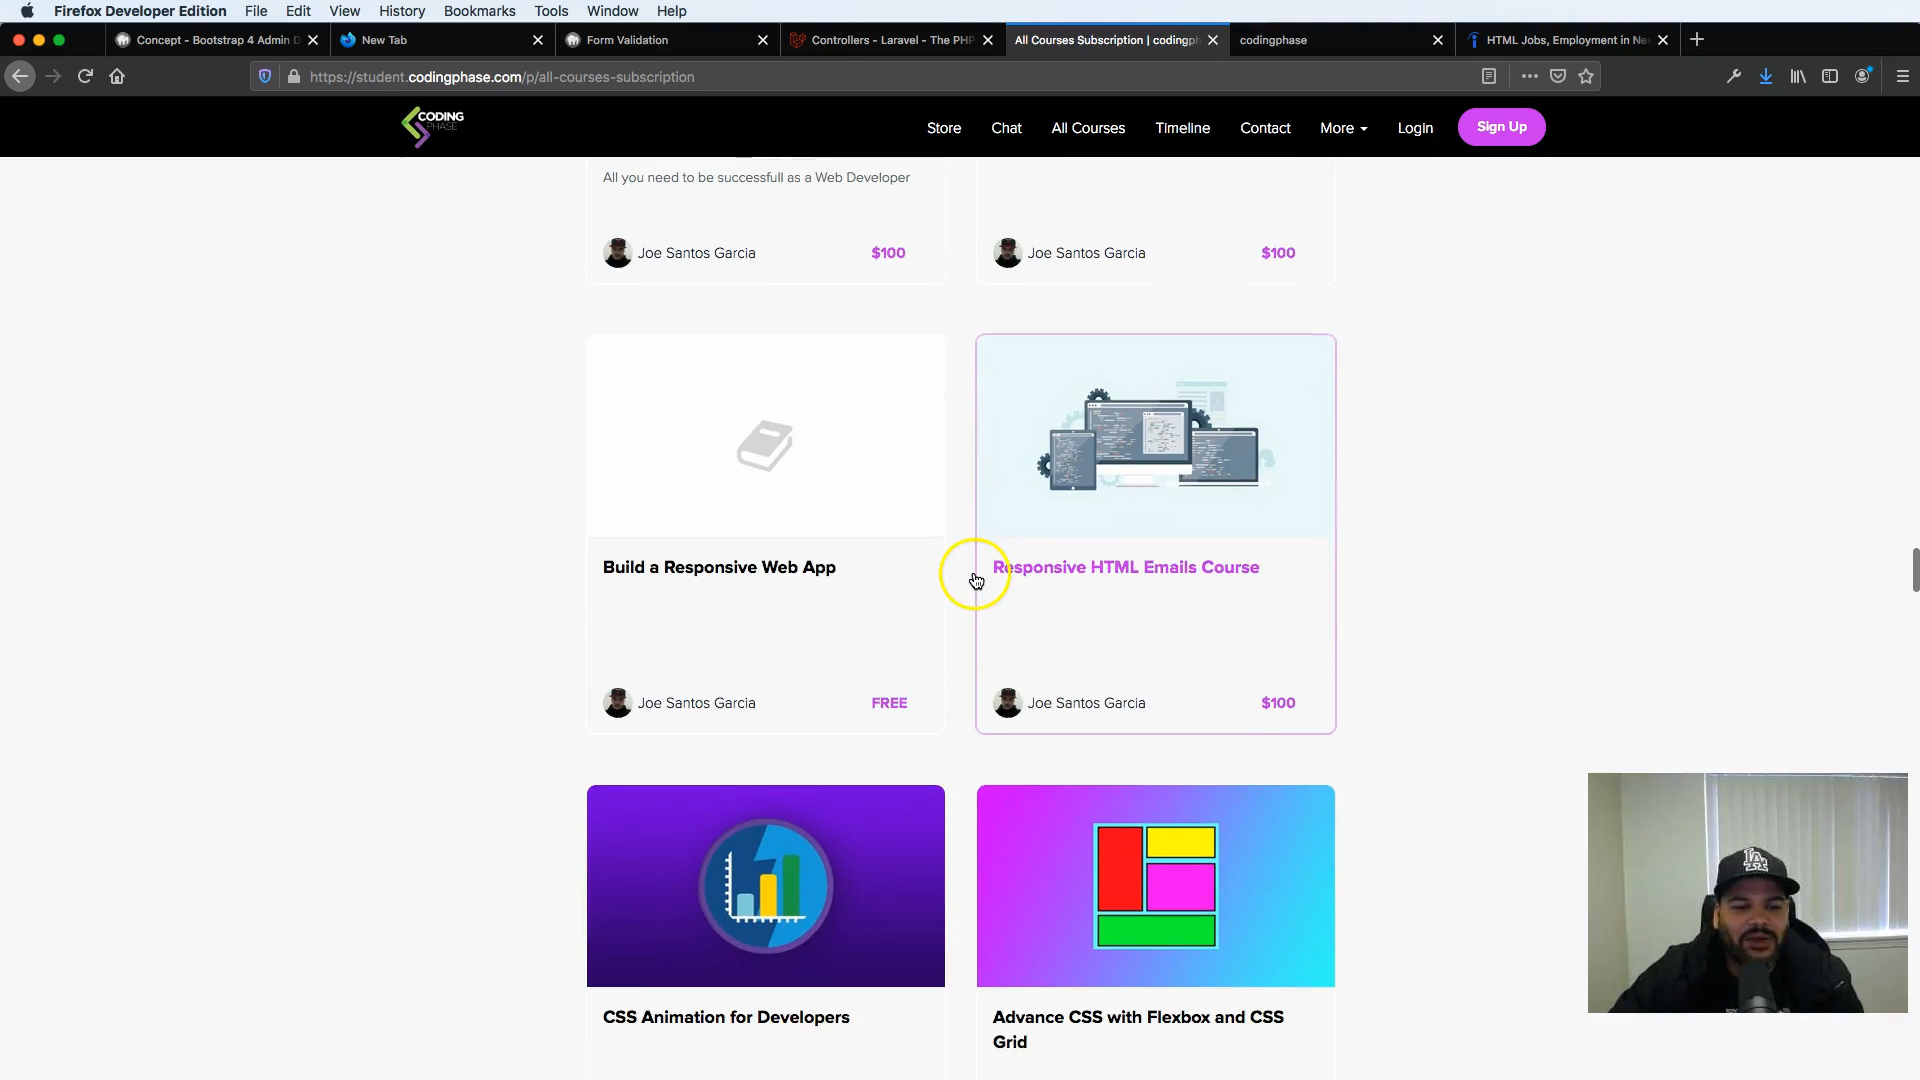 Firefox Developer Edition File Edit View History Bookmarks Tools Window Help
Concept - Bootstrap 4 Admin D New Tab Form Validation Controllers - Laravel - The PHP All Courses Subscription | codingph codingphase HTML Jobs, Employment in Ne
https://student.codingphase.com/p/all-courses-subscription
CODING
PHASE
Store Chat All Courses Timeline Contact More Login Sign Up
All you need to be successfull as a Web Developer
Joe Santos Garcia $100 Joe Santos Garcia $100
Build a Responsive Web App
Responsive HTML Emails Course
Joe Santos Garcia FREE Joe Santos Garcia $100
CSS Animation for Developers
Advance CSS with Flexbox and CSS
Grid
LA